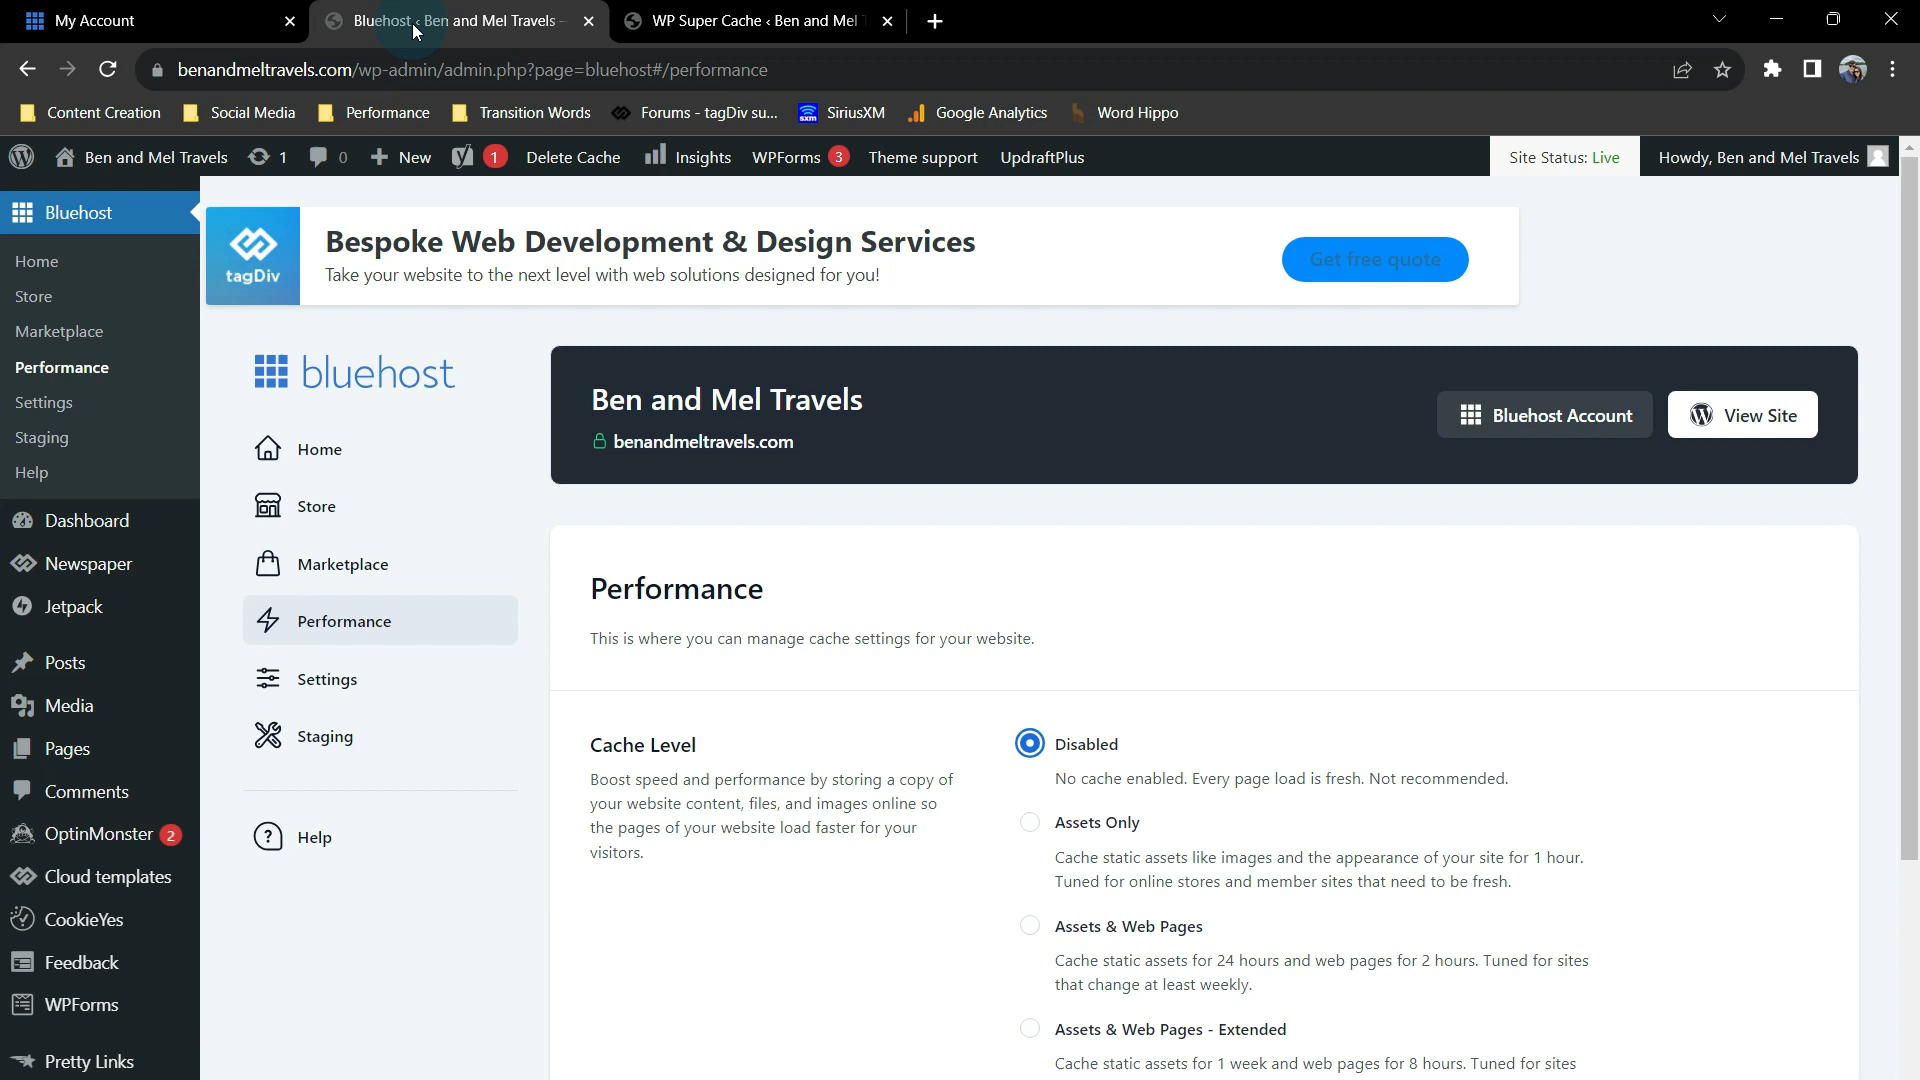 My Account
Bluehost ‹ Ben and Mel Travels –
WP Super Cache ‹ Ben and Mel
benandmeltravels.com/wp-admin/admin.php?page=bluehost#/performance
Content Creation
Social Media
Performance
Transition Words
Forums - tagDiv su...
sxm
SiriusXM
Google Analytics
Word Hippo
Ben and Mel Travels
1
0
New
1
Delete Cache
Insights
WPForms 3
Theme support
UpdraftPlus
Site Status: Live
Howdy, Ben and Mel Travels
Bluehost
Home
Store
Marketplace
Performance
Settings
Staging
Help
Dashboard
Newspaper
Jetpack
Posts
Media
Pages
Comments
OptinMonster 2
Cloud templates
CookieYes
Feedback
WPForms
Pretty Links
tagDiv
Bespoke Web Development & Design Services
Take your website to the next level with web solutions designed for you!
Get free quote
bluehost
Home
Store
Marketplace
Performance
Settings
Staging
Help
Ben and Mel Travels
benandmeltravels.com
Bluehost Account
View Site
Performance
This is where you can manage cache settings for your website.
Cache Level
Boost speed and performance by storing a copy of
your website content, files, and images online so
the pages of your website load faster for your
visitors.
Disabled
No cache enabled. Every page load is fresh. Not recommended.
Assets Only
Cache static assets like images and the appearance of your site for 1 hour.
Tuned for online stores and member sites that need to be fresh.
Assets & Web Pages
Cache static assets for 24 hours and web pages for 2 hours. Tuned for sites
that change at least weekly.
Assets & Web Pages - Extended
Cache static assets for 1 week and web pages for 8 hours. Tuned for sites